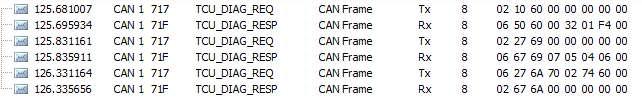 125.681007 CAN 1 717 TCU_DIAG_REQ CAN Frame Tx 8 02 10 60 00 00 00 00 00
125.695934 CAN 1 71F TCU_DIAG_RESP CAN Frame Rx 8 06 50 60 00 32 01 F4 00
125.831161 CAN 1 717 TCU_DIAG_REQ CAN Frame Tx 8 02 27 69 00 00 00 00 00
125.835911 CAN 1 71F TCU_DIAG_RESP CAN Frame Rx 8 06 67 69 07 05 04 06 00
126.331164 CAN 1 717 TCU_DIAG_REQ CAN Frame Tx 8 06 27 6A 70 02 74 60 00
126.335656 CAN 1 71F TCU_DIAG_RESP CAN Frame Rx 8 02 67 6A 00 00 00 00 00